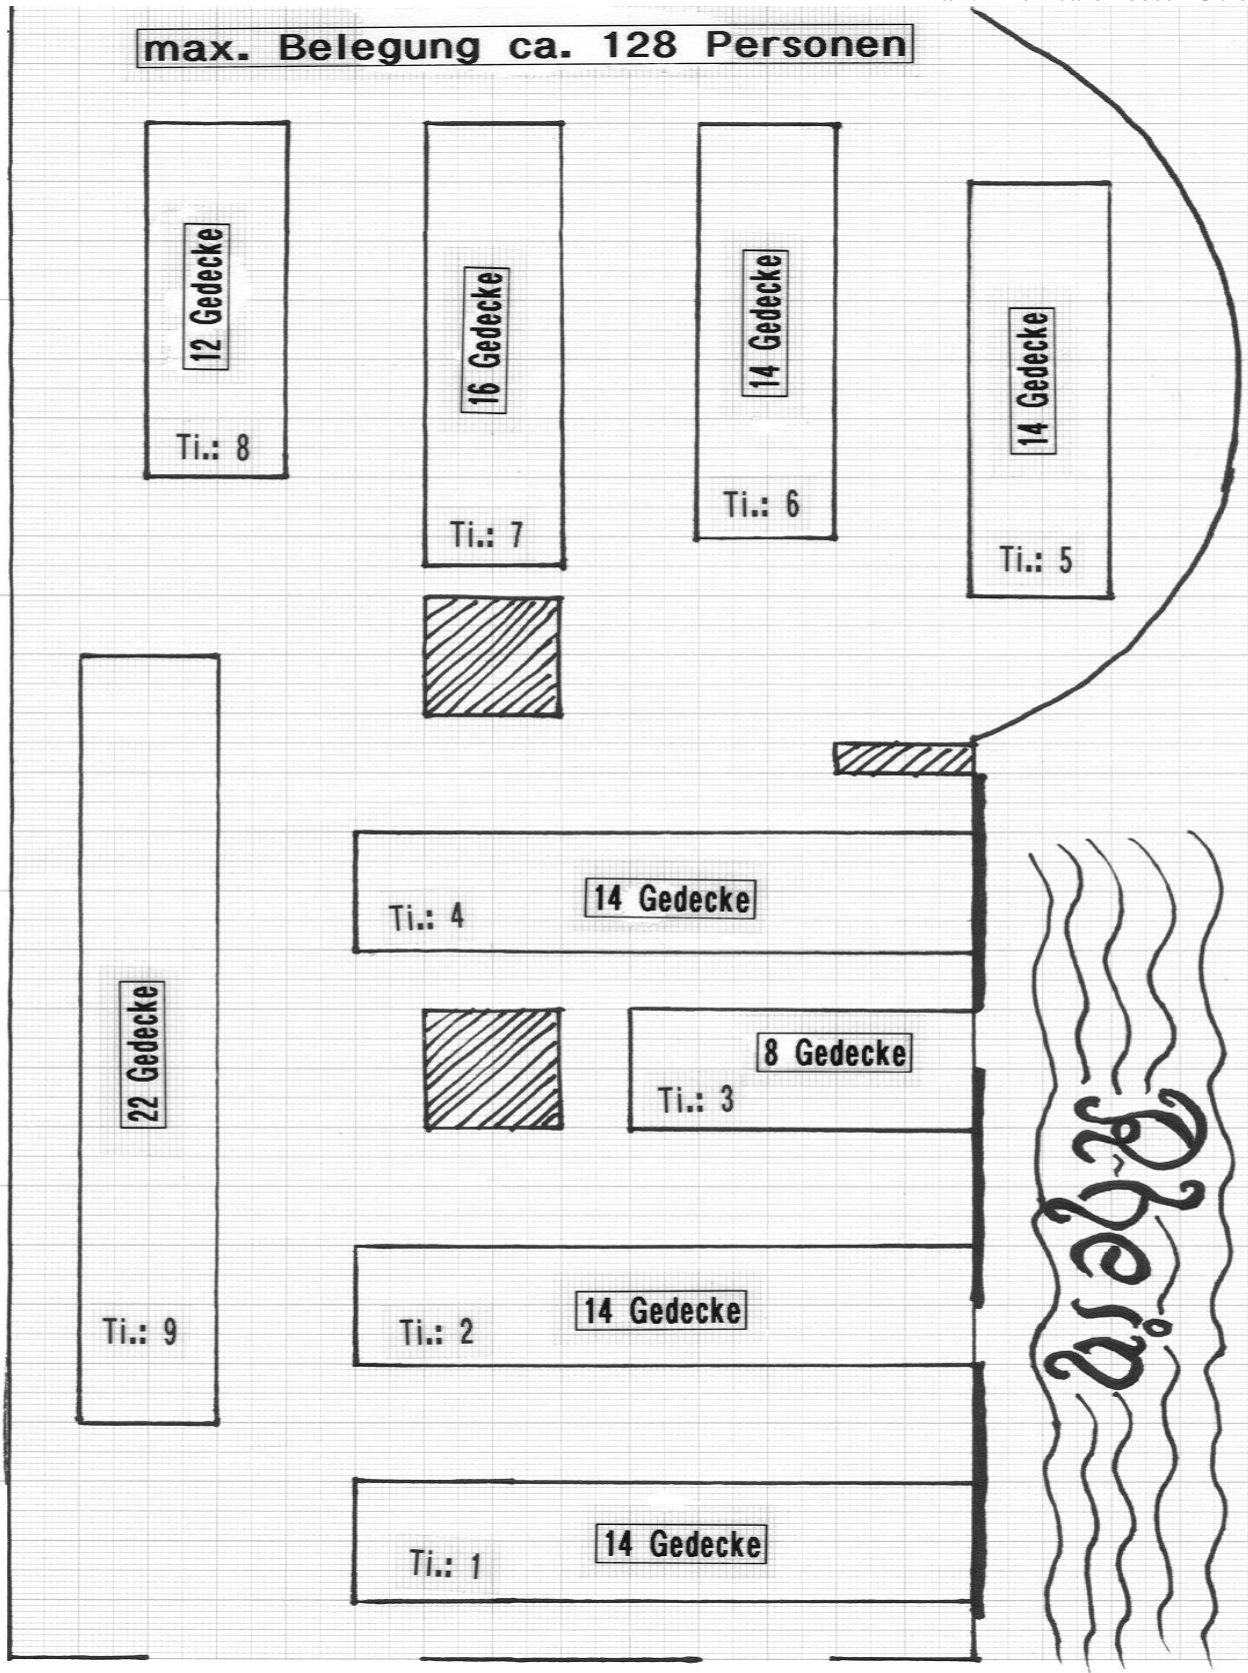 max. Belegung ca. 128 Personen
12 Gedecke
Ti.: 8
16 Gedecke
Ti.: 7
14 Gedecke
Ti.: 6
14 Gedecke
Ti.: 5
22 Gedecke
Ti.: 9
14 Gedecke
Ti.: 4
8 Gedecke
Ti.: 3
14 Gedecke
Ti.: 2
14 Gedecke
Ti.: 1
Rhein